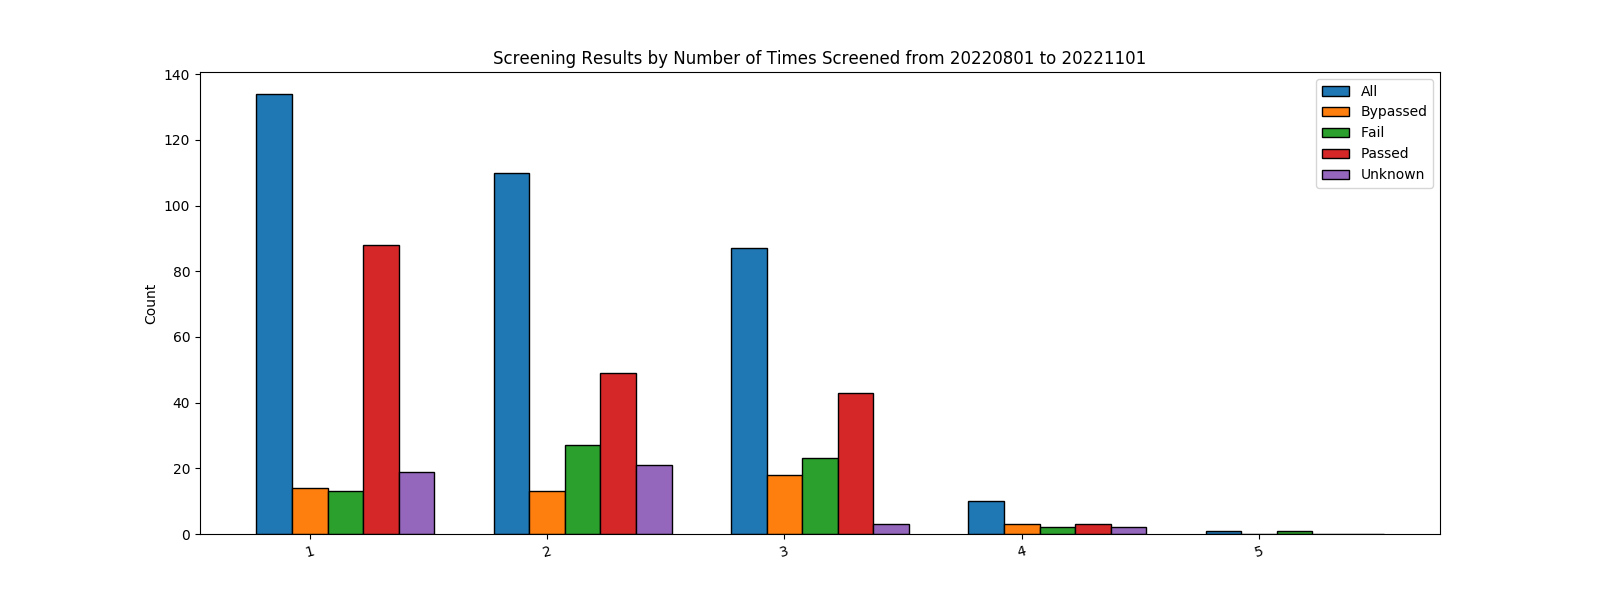 Screening Results by Number of Times Screened from 20220801 to 20221101
140
120
100
80
60
40
20
0
Count
All
Bypassed
Fail
Passed
Unknown
1
2
3
4
5